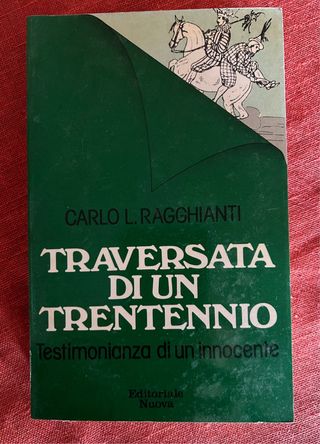 CARLO L. RAGGHIANTI
TRAVERSATA
DI UN
TRENTENNIO
Testimonianza di un innocente
Editoriale
Nuova